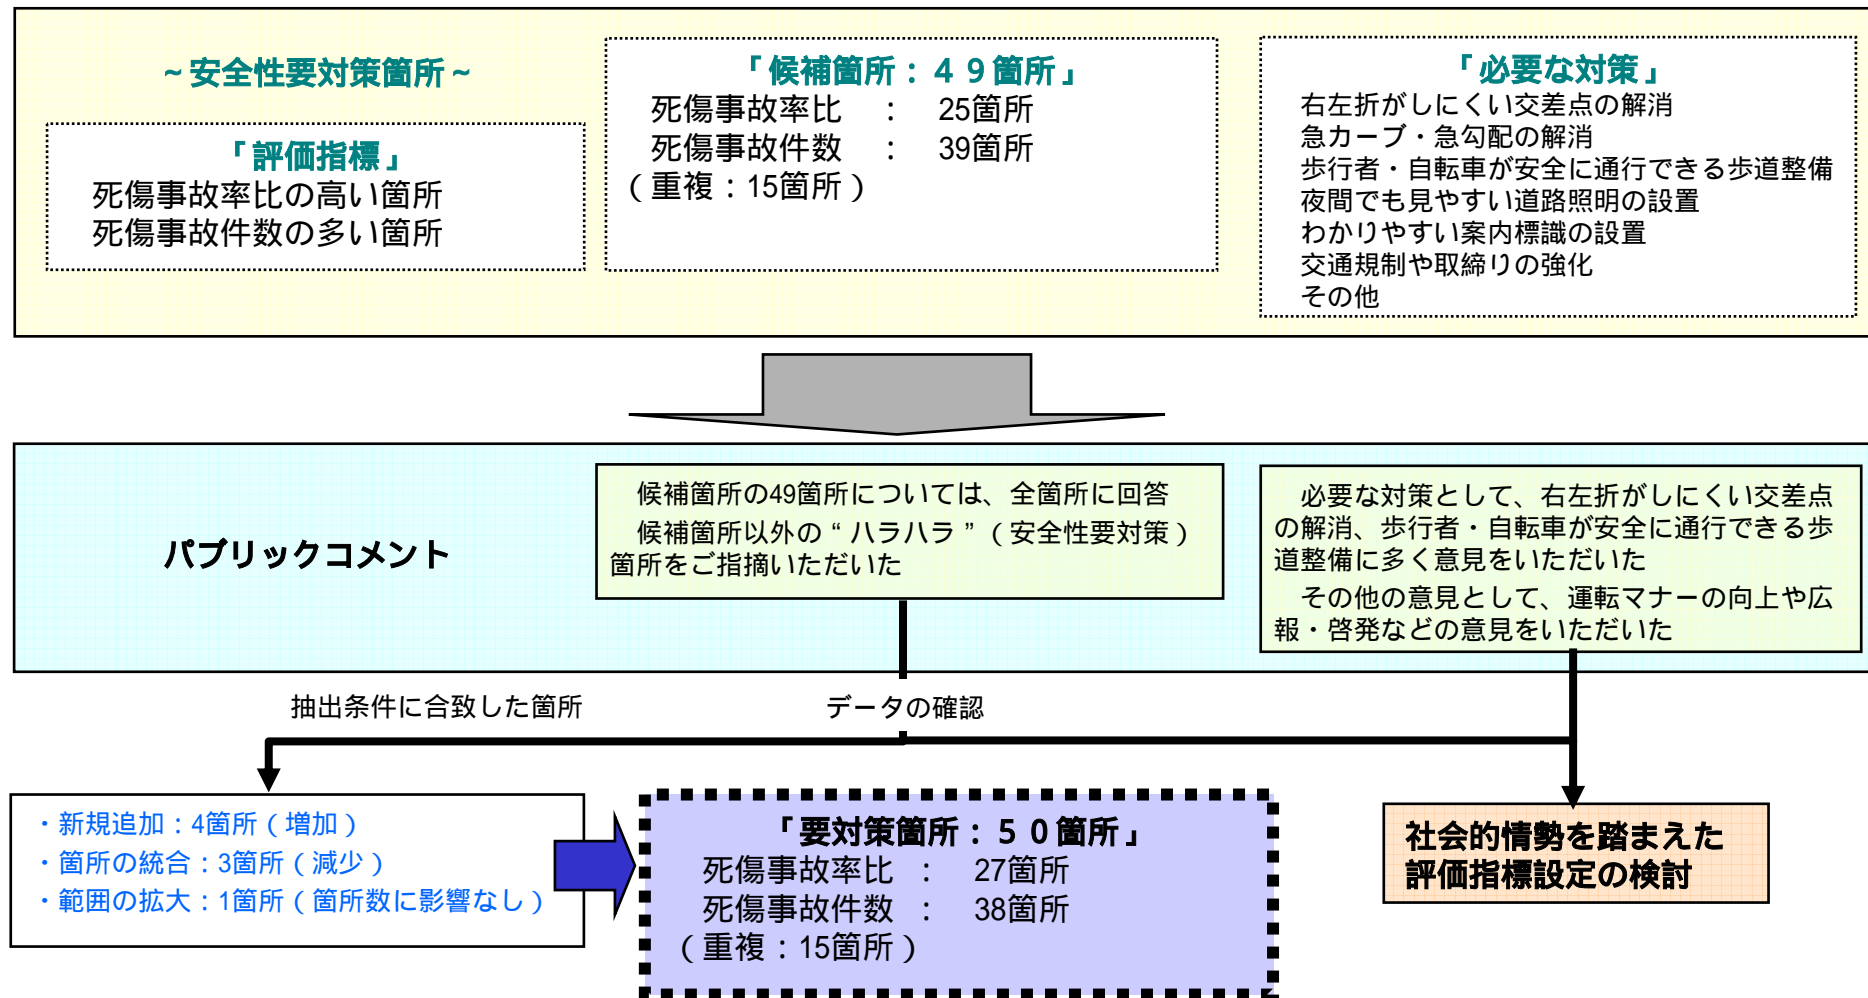 ~安全性要対策箇所~
「評価指標」
死傷事故率比の高い箇所
死傷事故件数の多い箇所
「候補箇所：４９箇所」
死傷事故率比 ： 25箇所
死傷事故件数 ： 39箇所
（重複：15箇所）
「必要な対策」
右左折がしにくい交差点の解消
急カーブ・急勾配の解消
歩行者・自転車が安全に通行できる歩道整備
夜間でも見やすい道路照明の設置
わかりやすい案内標識の設置
交通規制や取締りの強化
その他
パブリックコメント
候補箇所の49箇所については、全箇所に回答
候補箇所以外の“ハラハラ”（安全性要対策）
箇所をご指摘いただいた
必要な対策として、右左折がしにくい交差点
の解消、歩行者・自転車が安全に通行できる歩
道整備に多く意見をいただいた
その他の意見として、運転マナーの向上や広
報・啓発などの意見をいただいた
抽出条件に合致した箇所
データの確認
・新規追加：4箇所（増加）
・箇所の統合：3箇所（減少）
・範囲の拡大：1箇所（箇所数に影響なし）
「要対策箇所：５０箇所」
死傷事故率比 ： 27箇所
死傷事故件数 ： 38箇所
（重複：15箇所）
社会的情勢を踏まえた
評価指標設定の検討